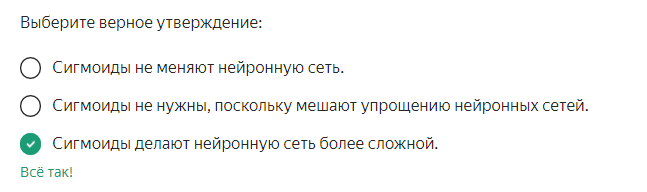 Выберите верное утверждение:
Сигмоиды не меняют нейронную сеть.
Сигмоиды не нужны, поскольку мешают упрощению нейронных сетей.
Сигмоиды делают нейронную сеть более сложной.
Всё так!